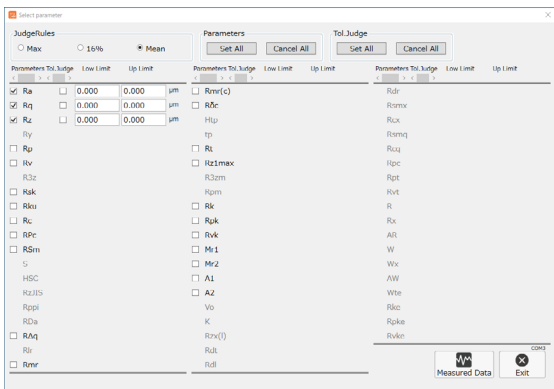 Select parameter
JudgeRules
Max
16%
Mean
Parameters
Set All
Cancel All
Tol.Judge
Set All
Cancel All
Parameters Tol.Judge Low Limit Up Limit
Ra 0.000 0.000 µm
Rq 0.000 0.000 µm
Rz 0.000 0.000 µm
Ry
Rp
Rv
R3z
Rsk
Rku
Rc
RPc
RSm
S
HSC
RzJIS
Rppi
RDa
RΔq
Rlr
Rmr
Parameters Tol.Judge Low Limit Up Limit
Rmr(c)
Rδc
Htp
tp
Rt
Rz1max
R3zm
Rpm
Rk
Rpk
Rvk
Mr1
Mr2
A1
A2
Vo
K
Rzx(l)
Rdt
Rdl
Parameters Tol.Judge Low Limit Up Limit
Rdr
Rsmx
Rcx
Rsmq
Rcq
Rpc
Rpt
Rvt
R
Rx
AR
W
Wx
AW
Wte
Rke
Rpke
Rvke
COM3
Measured Data
Exit